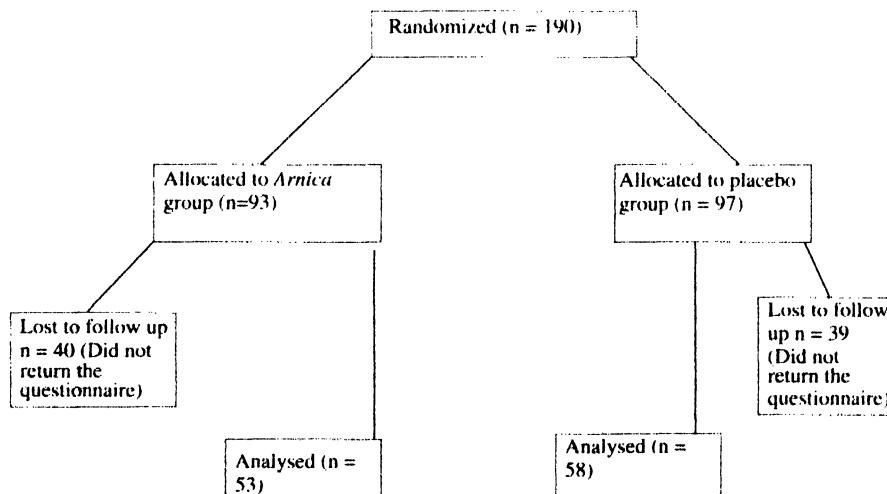 Randomized (n = 190)
Allocated to Arnica
group (n=93)
Allocated to placebo
group (n = 97)
Lost to follow up
n = 40 (Did not
return the
questionnaire)
Lost to follow
up n = 39
(Did not
return the
questionnaire)
Analysed (n =
53)
Analysed (n =
58)